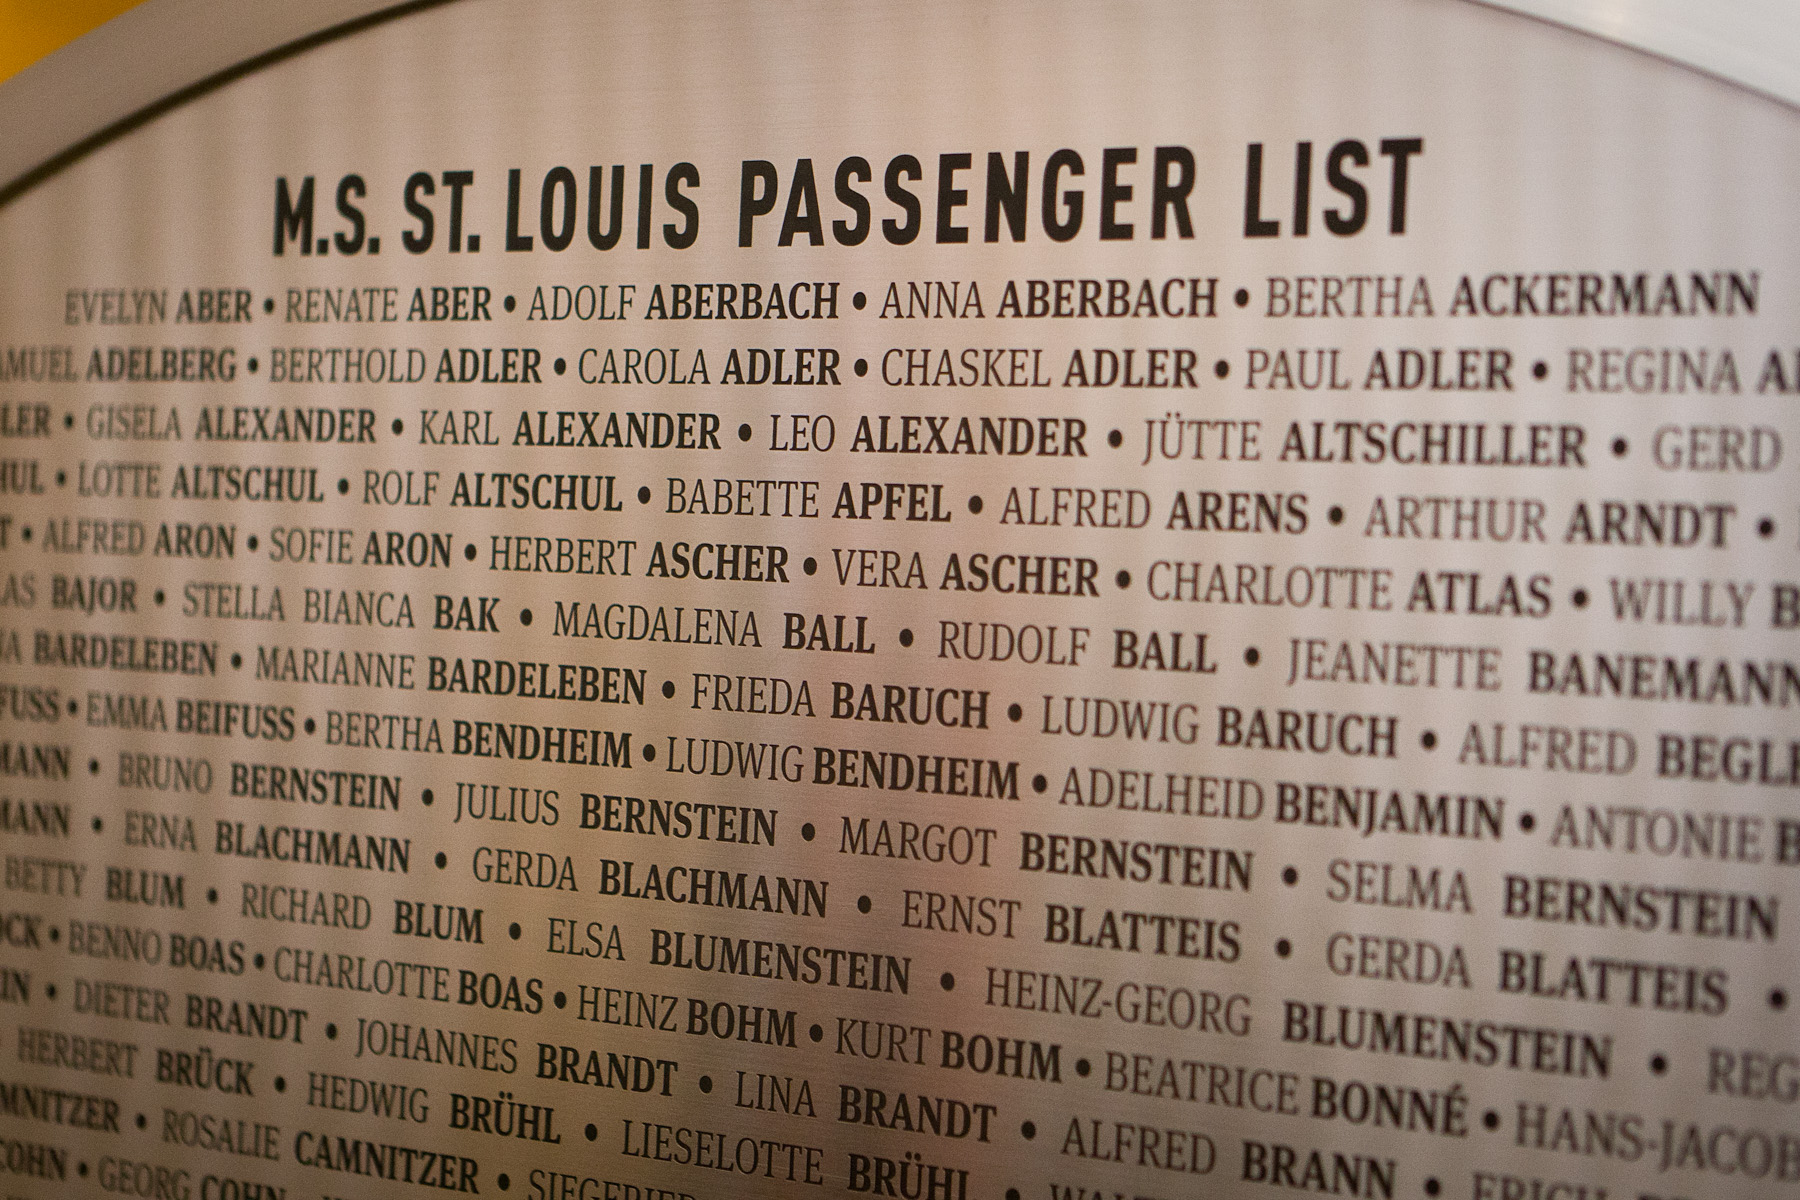 M.S. ST. LOUIS PASSENGER LIST
EVELYN ABER • RENATE ABER • ADOLF ABERBACH • ANNA ABERBACH • BERTHA ACKERMANN
ADELBERG • BERTHOLD ADLER • CAROLA ADLER • CHASKEL ADLER • PAUL ADLER • REGINA
• GISELA ALEXANDER • KARL ALEXANDER • LEO ALEXANDER • JÜTTE ALTSCHILLER • GERD
• LOTTE ALTSCHUL • ROLF ALTSCHUL • BABETTE APFEL • ALFRED ARENS • ARTHUR ARNDT •
• ALFRED ARON • SOFIE ARON • HERBERT ASCHER • VERA ASCHER • CHARLOTTE ATLAS • WILLY
BAJOR • STELLA BIANCA BAK • MAGDALENA BALL • RUDOLF BALL • JEANETTE BANEMANN
BARDELEBEN • MARIANNE BARDELEBEN • FRIEDA BARUCH • LUDWIG BARUCH • ALFRED
• EMMA BEIFUSS • BERTHA BENDHEIM • LUDWIG BENDHEIM • ADELHEID BENJAMIN • ANTONIE
• BRUNO BERNSTEIN • JULIUS BERNSTEIN • MARGOT BERNSTEIN • SELMA BERNSTEIN
• ERNA BLACHMANN • GERDA BLACHMANN • ERNST BLATTEIS • GERDA BLATTEIS •
BETTY BLUM • RICHARD BLUM • ELSA BLUMENSTEIN • HEINZ-GEORG BLUMENSTEIN •
• BENNO BOAS • CHARLOTTE BOAS • HEINZ BOHM • KURT BOHM • BEATRICE BONNÉ • HANS-JACOB
• DIETER BRANDT • JOHANNES BRANDT • LINA BRANDT • ALFRED BRANN •
HERBERT BRÜCK • HEDWIG BRÜHL • LIESELOTTE BRÜHL •
• ROSALIE CAMNITZER •
COHN • GEORG COHN